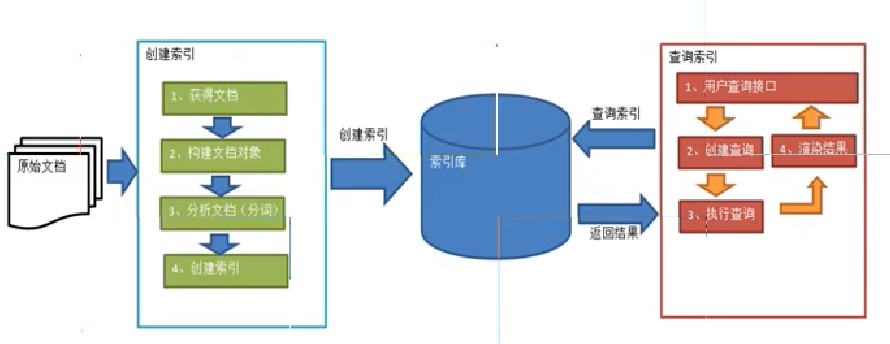 创建索引
1、获得文档
2、构建文档对象
3、分析文档（分词）
4、创建索引
原始文档
创建索引
索引库
查询索引
返回结果
查询索引
1、用户查询接口
2、创建查询
4、渲染结果
3、执行查询